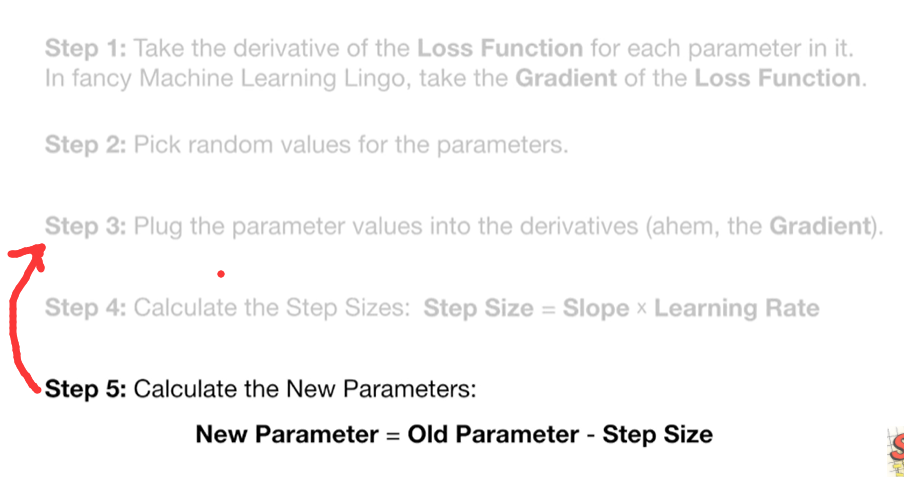 Step 1: Take the derivative of the Loss Function for each parameter in it.
In fancy Machine Learning Lingo, take the Gradient of the Loss Function.
Step 2: Pick random values for the parameters.
Step 3: Plug the parameter values into the derivatives (ahem, the Gradient).
Step 4: Calculate the Step Sizes: Step Size = Slope × Learning Rate
Step 5: Calculate the New Parameters:
New Parameter = Old Parameter - Step Size